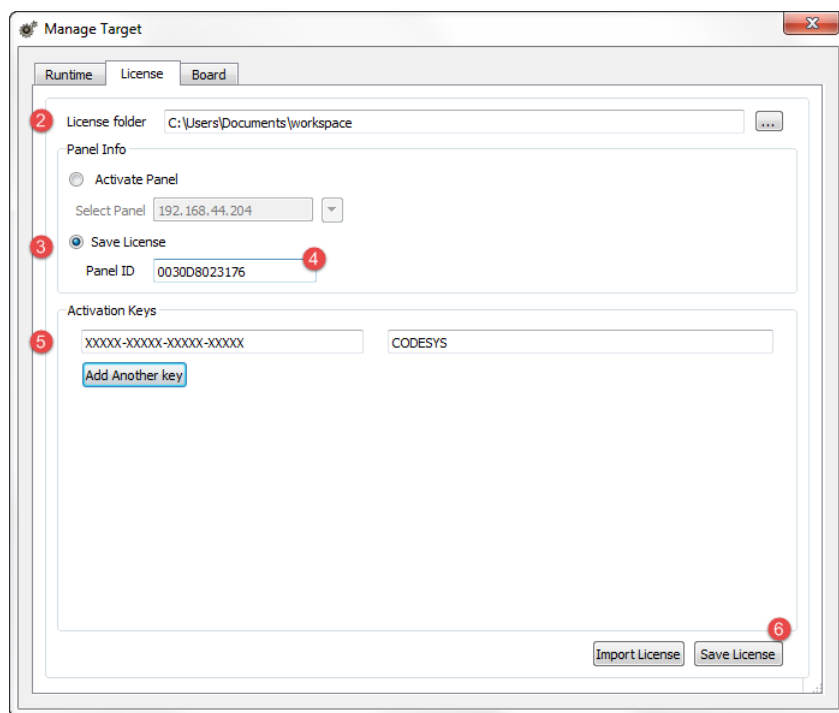 Manage Target
Runtime License Board
2 License folder C:\Users\Documents\workspace ...
Panel Info
Activate Panel
Select Panel 192.168.44.204
3 Save License
Panel ID 0030D8023176 4
Activation Keys
5 XXXXX-XXXXX-XXXXX-XXXXX CODESYS
Add Another key
6
Import License Save License